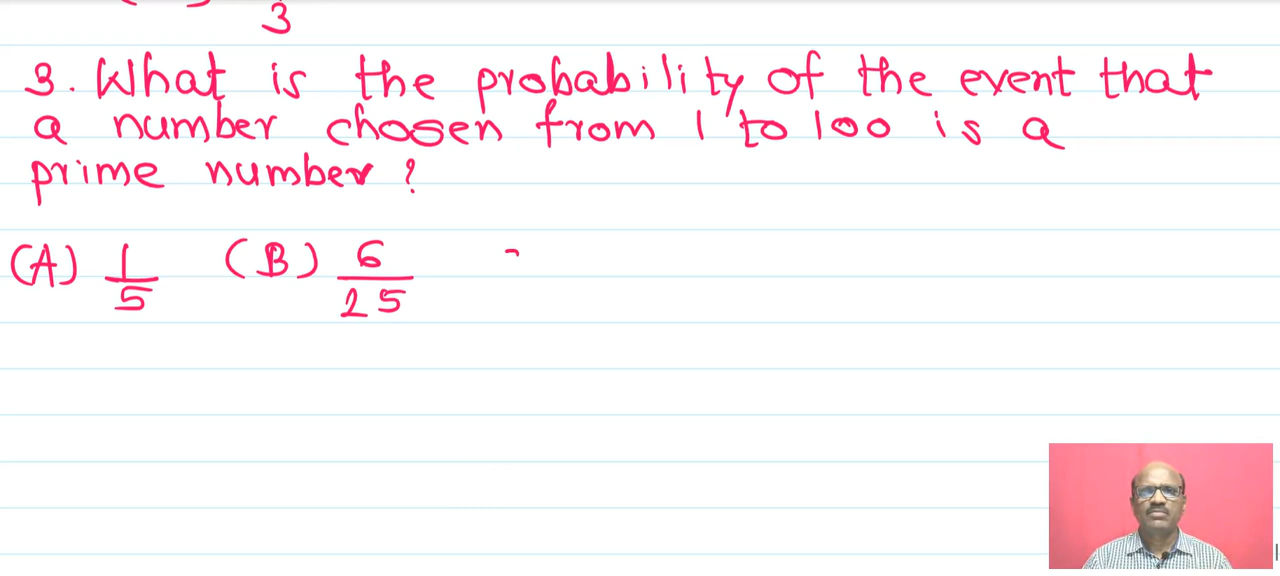 3
3. What is the probability of the event that
a number chosen from 1 to 100 is a
prime number ?
(A) 1/5 (B) 6/25